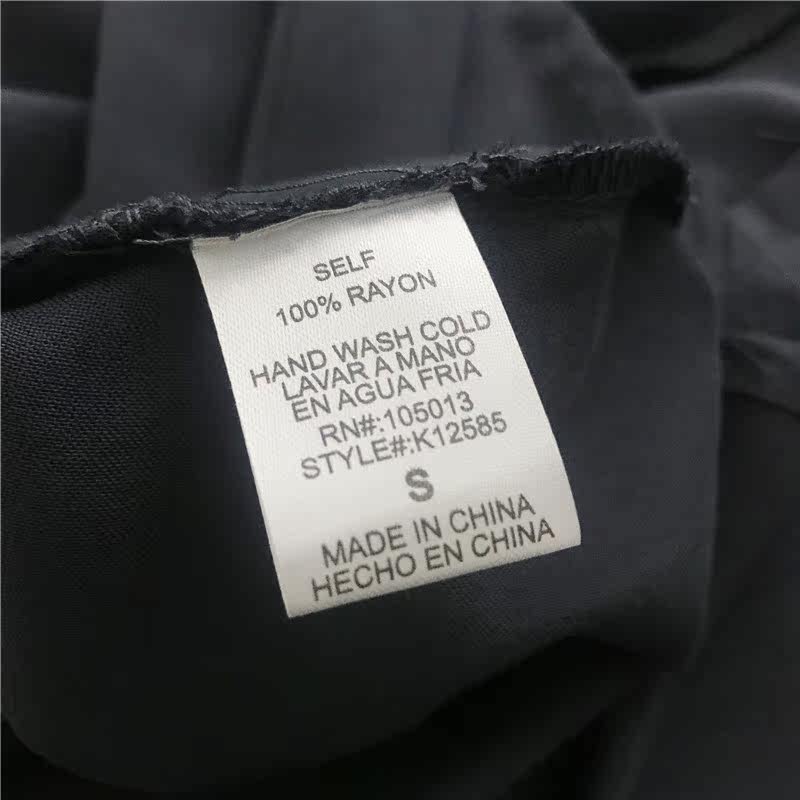 SELF
100% RAYON
HAND WASH COLD
LAVAR A MANO
EN AGUA FRIA
RN#:105013
STYLE#:K12585
S
MADE IN CHINA
HECHO EN CHINA